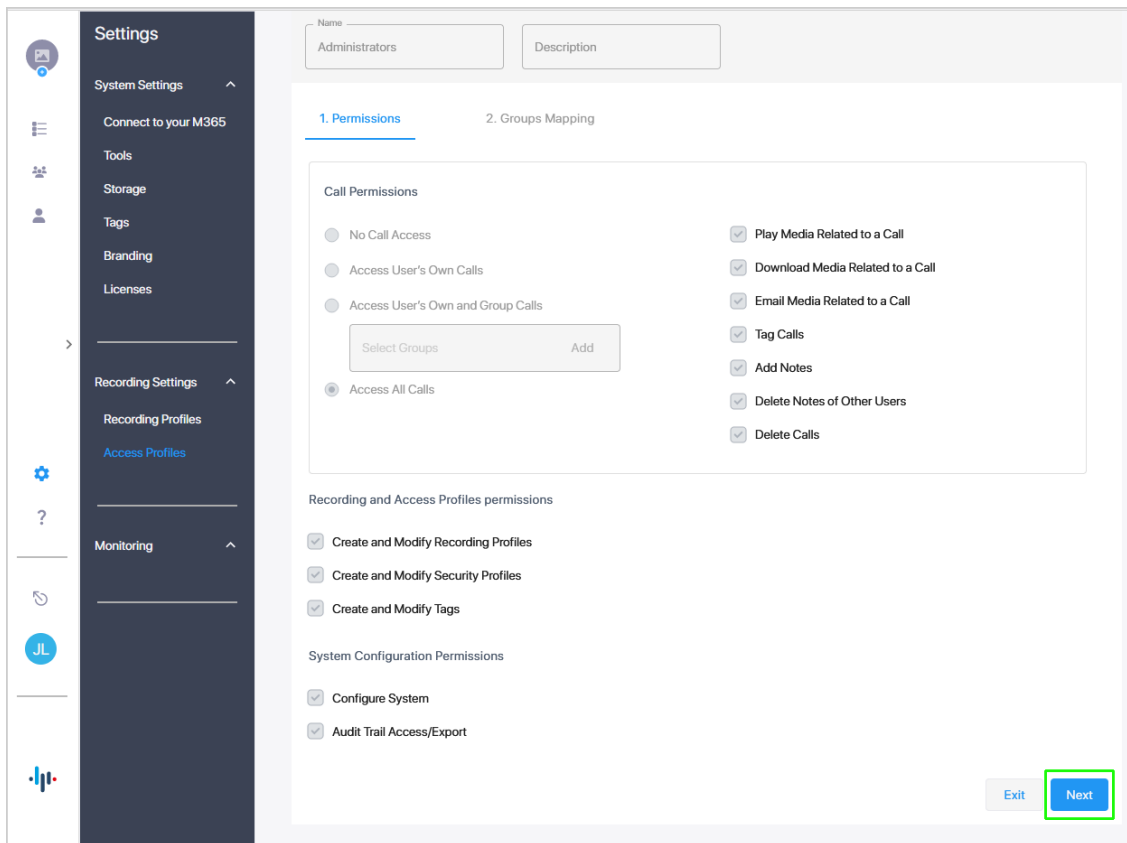 Settings
System Settings
Connect to your M365
Tools
Storage
Tags
Branding
Licenses
Recording Settings
Recording Profiles
Access Profiles
Monitoring
?
JL
Name
Administrators
Description
1. Permissions
2. Groups Mapping
Call Permissions
No Call Access
Access User's Own Calls
Access User's Own and Group Calls
Select Groups
Add
Access All Calls
Play Media Related to a Call
Download Media Related to a Call
Email Media Related to a Call
Tag Calls
Add Notes
Delete Notes of Other Users
Delete Calls
Recording and Access Profiles permissions
Create and Modify Recording Profiles
Create and Modify Security Profiles
Create and Modify Tags
System Configuration Permissions
Configure System
Audit Trail Access/Export
Exit
Next